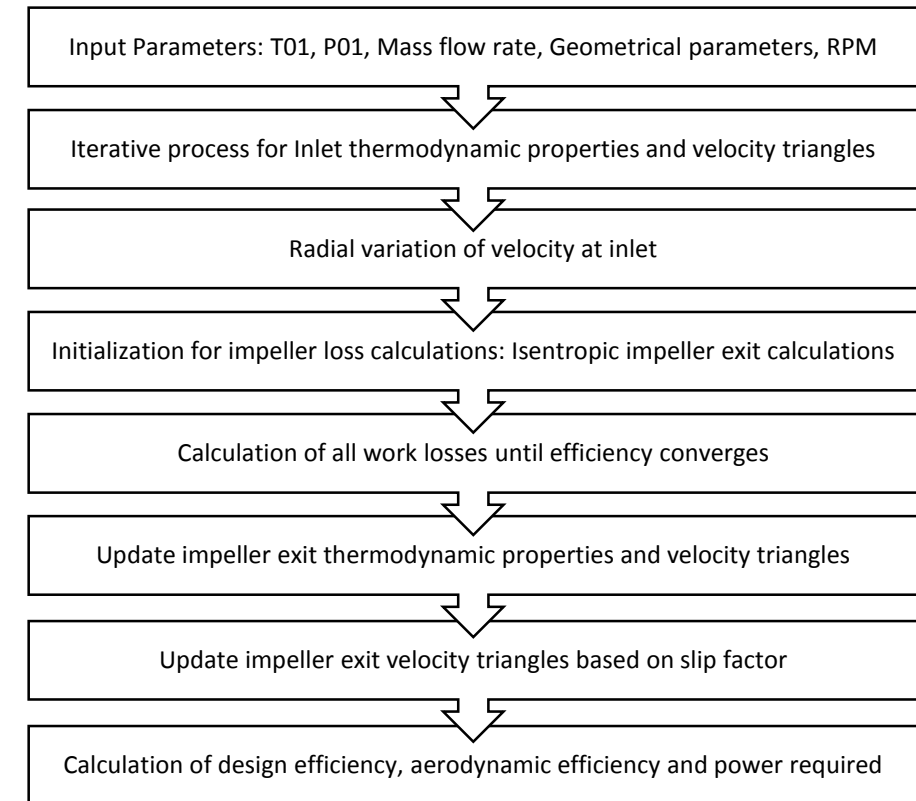 Input Parameters: T01, P01, Mass flow rate, Geometrical parameters, RPM
Iterative process for Inlet thermodynamic properties and velocity triangles
Radial variation of velocity at inlet
Initialization for impeller loss calculations: Isentropic impeller exit calculations
Calculation of all work losses until efficiency converges
Update impeller exit thermodynamic properties and velocity triangles
Update impeller exit velocity triangles based on slip factor
Calculation of design efficiency, aerodynamic efficiency and power required